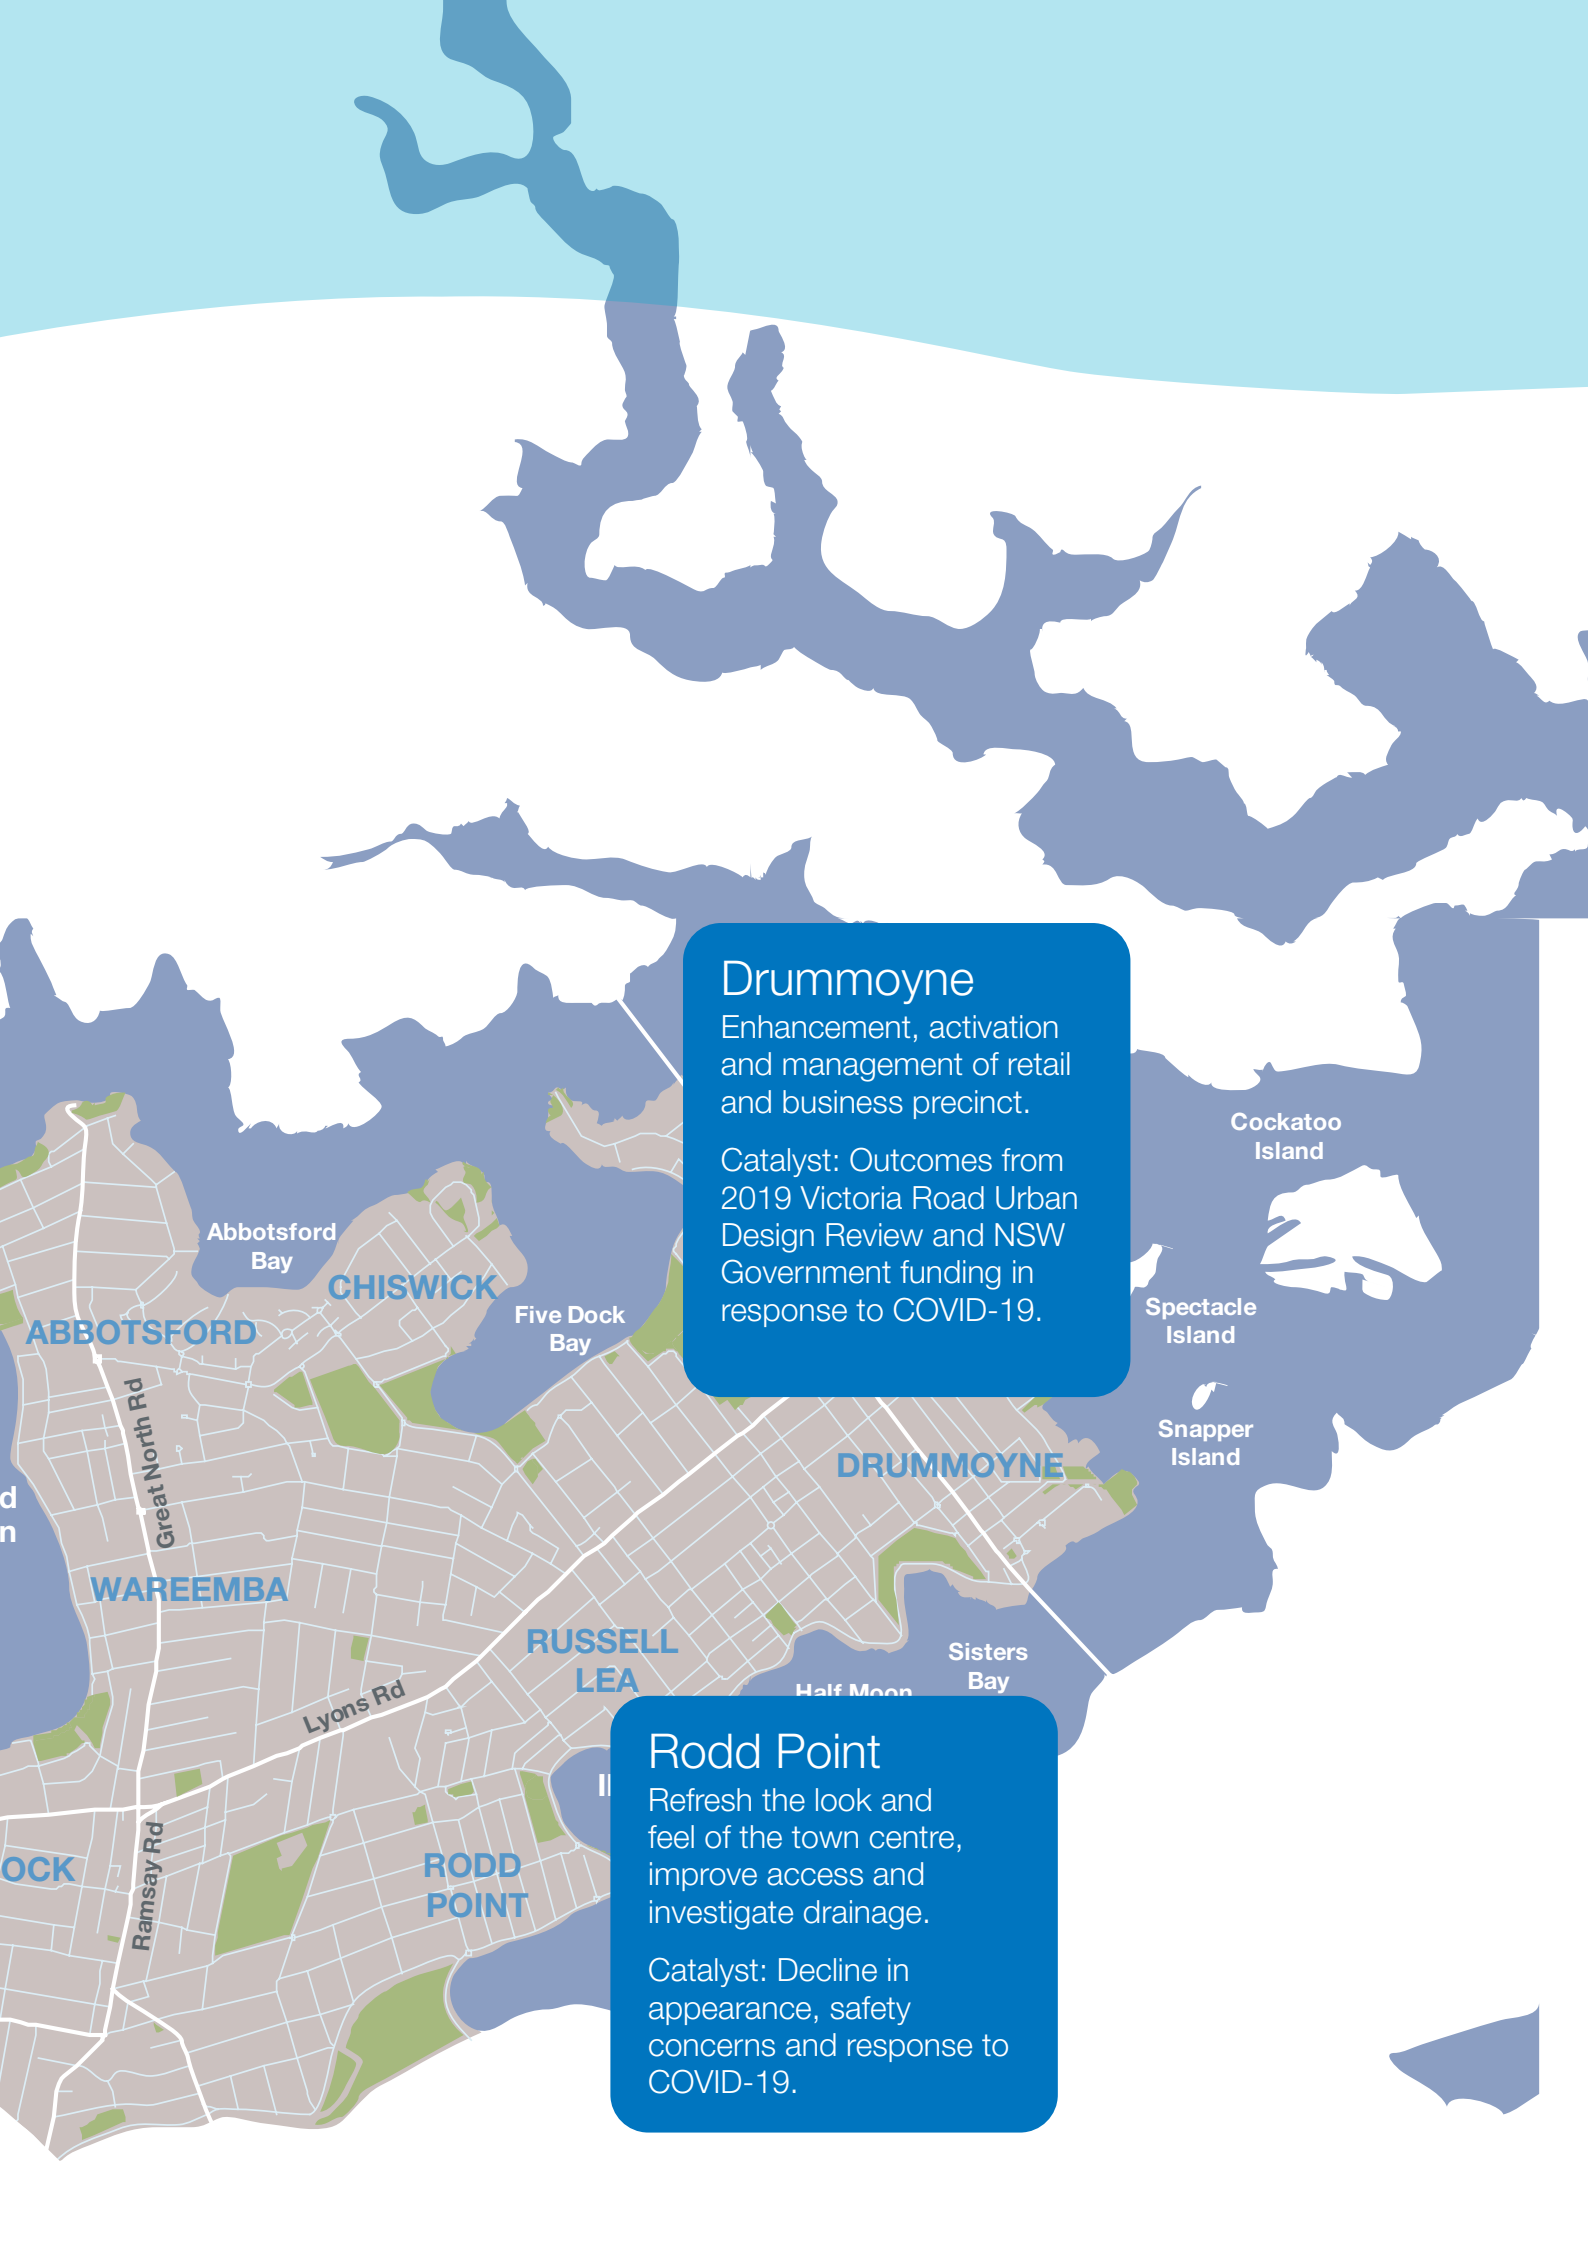 Drummoyne
Enhancement, activation
and management of retail
and business precinct.
Catalyst: Outcomes from
2019 Victoria Road Urban
Design Review and NSW
Government funding in
response to COVID-19.
Cockatoo
Island
Abbotsford
Bay
CHISWICK
Five Dock
Bay
ABBOTSFORD
Spectacle
Island
Great North Rd
Snapper
Island
DRUMMOYNE
WAREEMBA
RUSSELL
LEA
Sisters
Bay
Half Moon
Lyons Rd
Rodd Point
Refresh the look and
feel of the town centre,
improve access and
investigate drainage.
Catalyst: Decline in
appearance, safety
concerns and response to
COVID-19.
Ramsay Rd
OCK
RODD
POINT